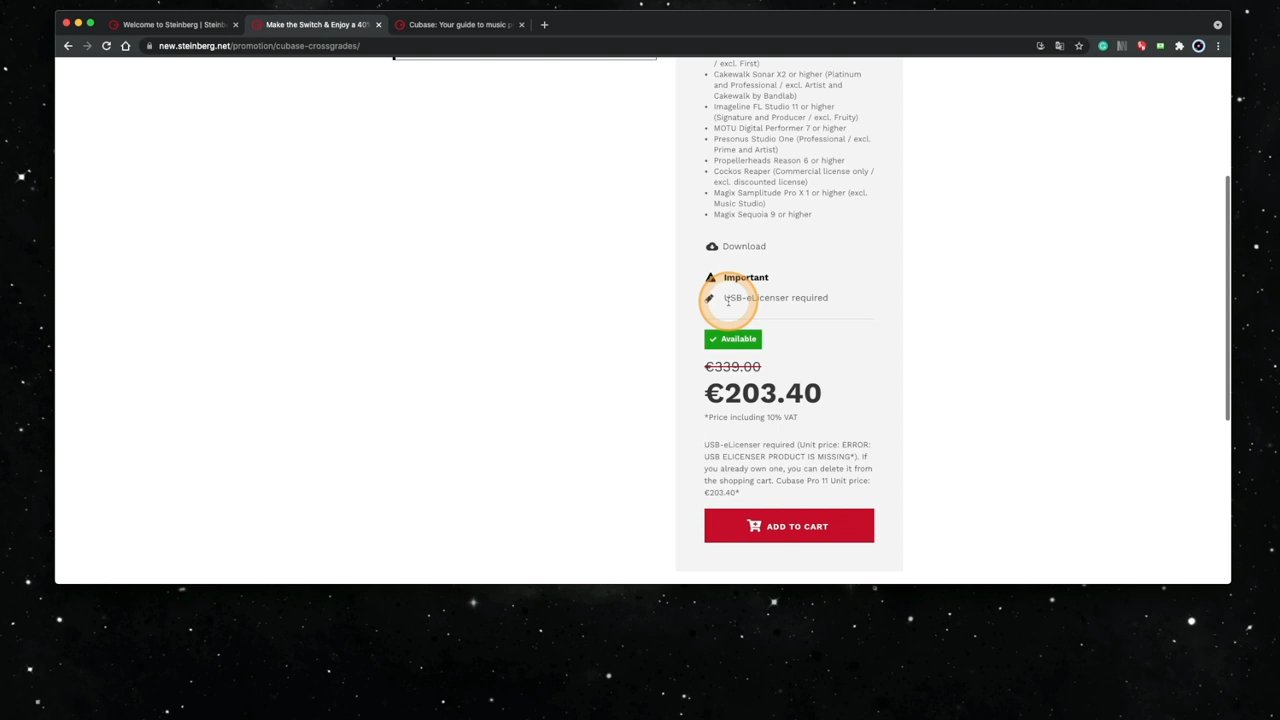 Welcome to Steinberg | Steinb
Make the Switch & Enjoy a 40%
Cubase: Your guide to music p
new.steinberg.net/promotion/cubase-crossgrades/
/ excl. First)
Cakewalk Sonar X2 or higher (Platinum
and Professional / excl. Artist and
Cakewalk by Bandlab)
Imageline FL Studio 11 or higher
(Signature and Producer / excl. Fruity)
MOTU Digital Performer 7 or higher
Presonus Studio One (Professional / excl.
Prime and Artist)
Propellerheads Reason 6 or higher
Cockos Reaper (Commercial license only /
excl. discounted license)
Magix Samplitude Pro X 1 or higher (excl.
Music Studio)
Magix Sequoia 9 or higher
Download
Important
USB-eLicenser required
Available
€339.00
€203.40
*Price including 10% VAT
USB-eLicenser required (Unit price: ERROR:
USB ELICENSER PRODUCT IS MISSING*). If
you already own one, you can delete it from
the shopping cart. Cubase Pro 11 Unit price:
€203.40*
ADD TO CART